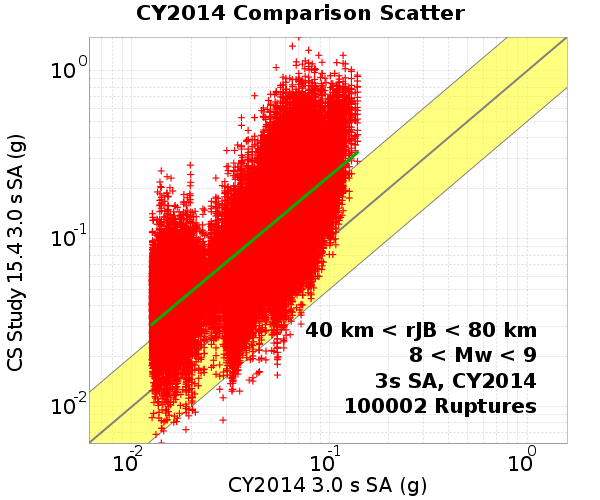 CY2014 Comparison Scatter
CS Study 15.4 3.0 s SA (g)
10⁰
10⁻¹
10⁻²
40 km < rJB < 80 km
8 < Mw < 9
3s SA, CY2014
100002 Ruptures
10⁻² 10⁻¹ 10⁰
CY2014 3.0 s SA (g)